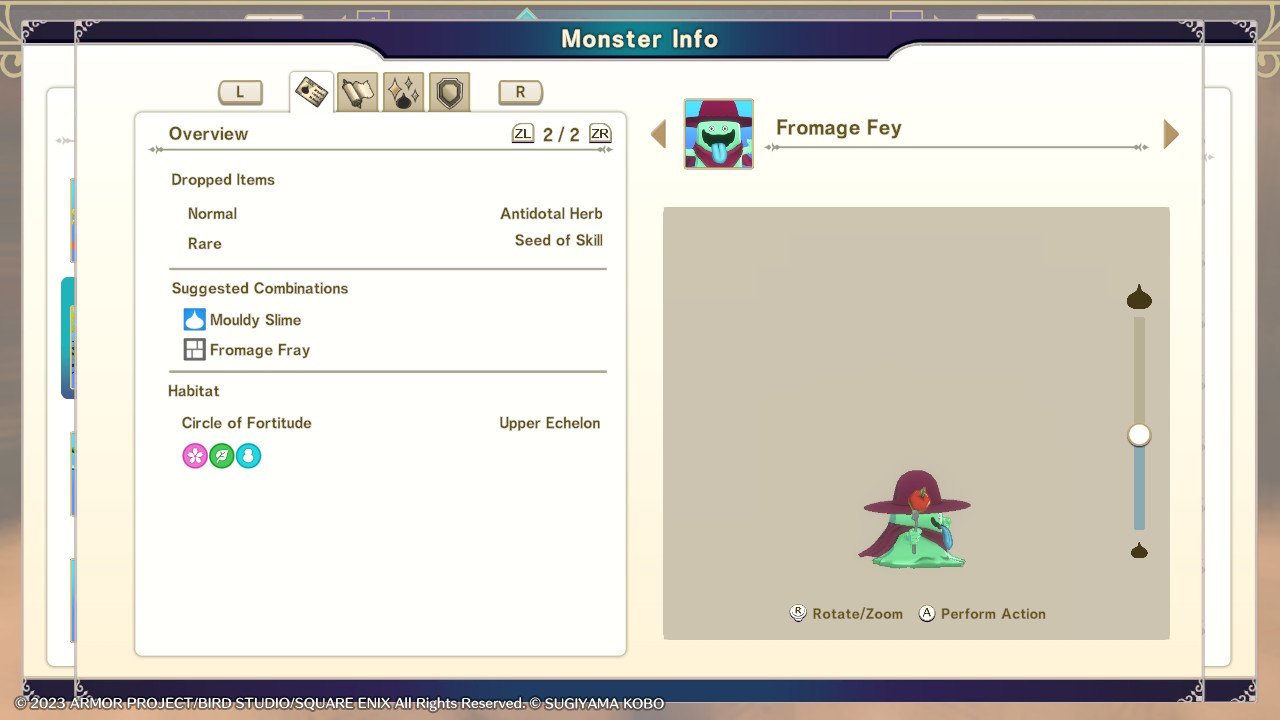 Monster Info
L
R
Overview
ZL 2 / 2 ZR
Dropped Items
Normal Antidotal Herb
Rare Seed of Skill
Suggested Combinations
Mouldy Slime
Fromage Fray
Habitat
Circle of Fortitude Upper Echelon
Fromage Fey
R Rotate/Zoom A Perform Action
© 2023 ARMOR PROJECT/BIRD STUDIO/SQUARE ENIX All Rights Reserved. © SUGIYAMA KOBO